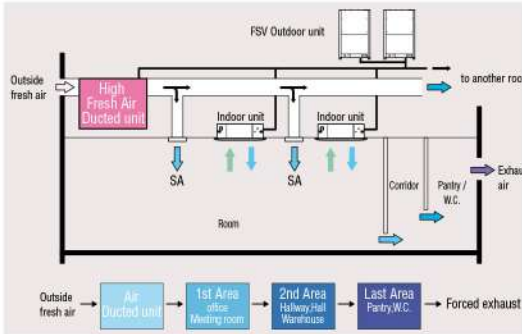 FSV Outdoor unit
Outside
fresh air
High
Fresh Air
Ducted unit
to another roo
Indoor unit
Indoor unit
SA
SA
Room
Corridor
Pantry /
W.C.
Exhau
air
Outside
fresh air
Air
Ducted unit
1st Area
office
Meeting room
2nd Area
Hallway,Hall
Warehouse
Last Area
Pantry,W.C.
Forced exhaust